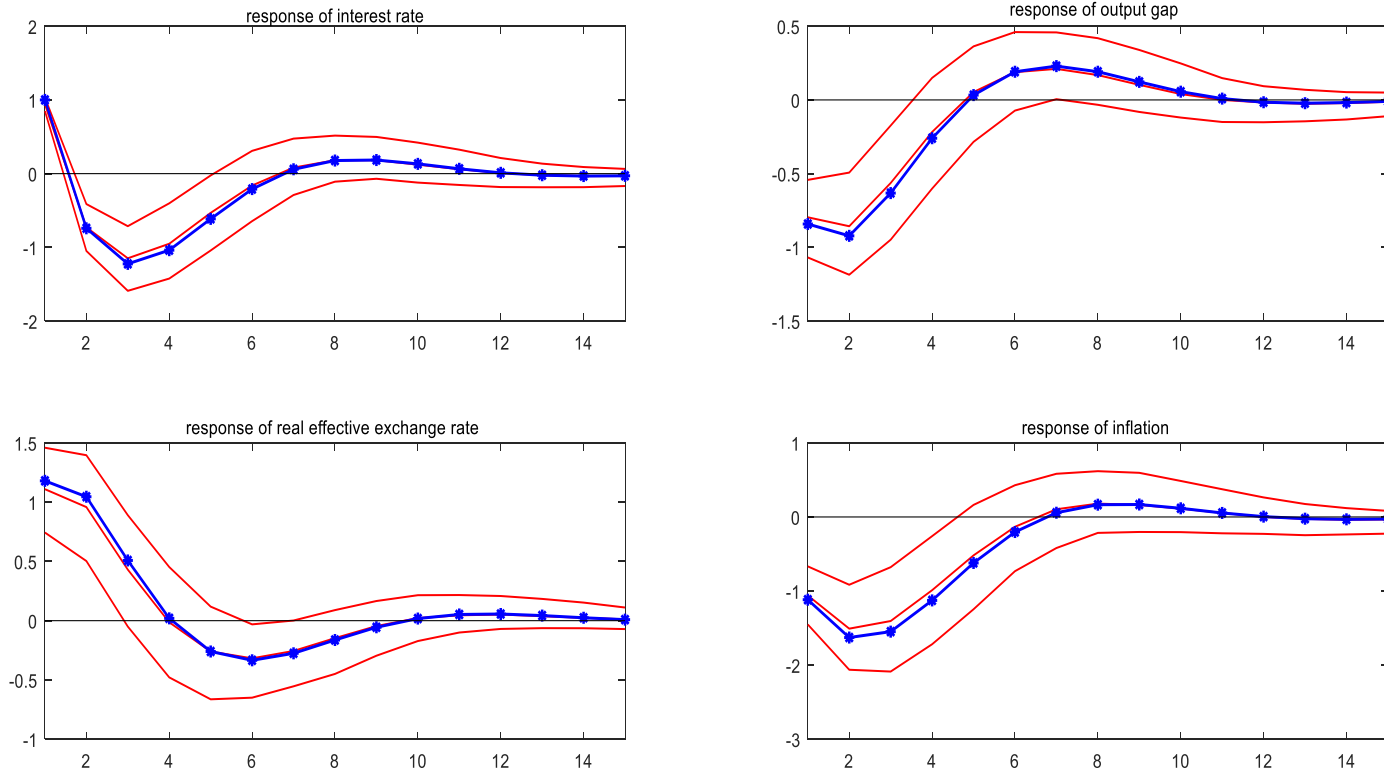 response of interest rate
2
1
0
-1
-2
2 4 6 8 10 12 14
response of output gap
0.5
0
-0.5
-1
-1.5
2 4 6 8 10 12 14
response of real effective exchange rate
1.5
1
0.5
0
-0.5
-1
2 4 6 8 10 12 14
response of inflation
1
0
-1
-2
-3
2 4 6 8 10 12 14